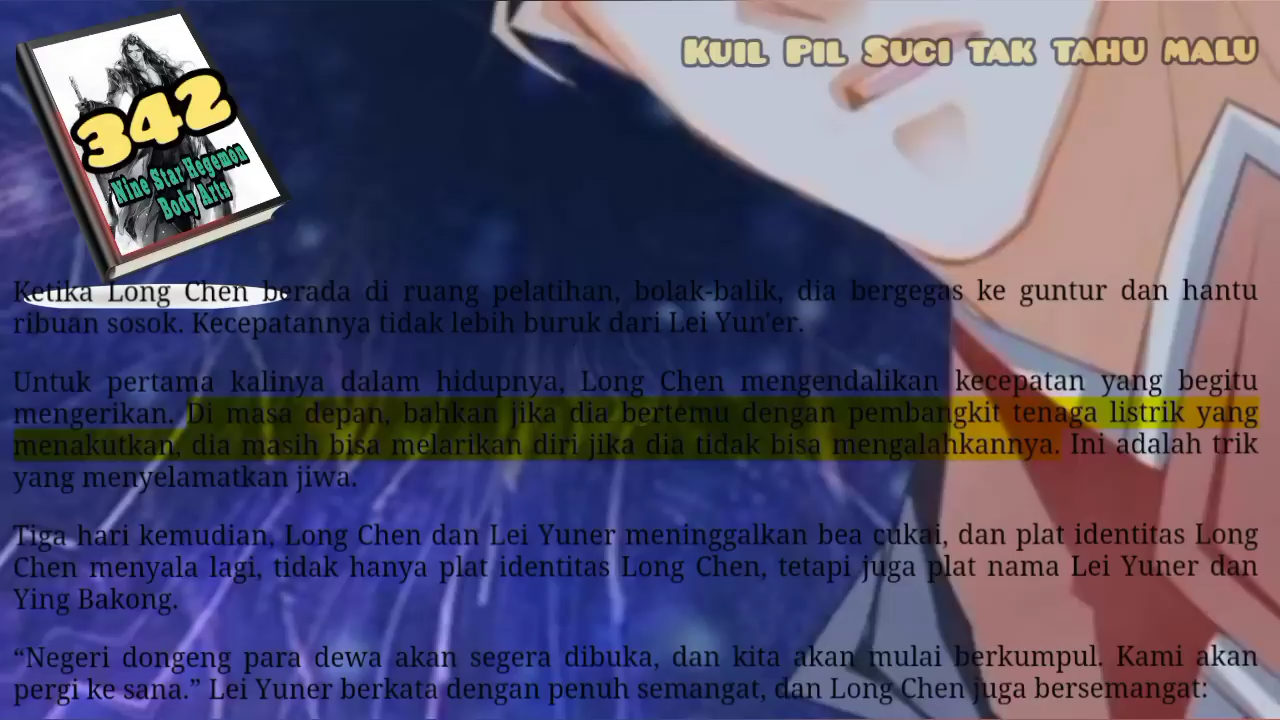 Kuil Pil Suci tak tahu malu
342
Nine Star Hegemon
Body Arts
Ketika Long Chen berada di ruang pelatihan, bolak-balik, dia bergegas ke guntur dan hantu
ribuan sosok. Kecepatannya tidak lebih buruk dari Lei Yun'er.
Untuk pertama kalinya dalam hidupnya, Long Chen mengendalikan kecepatan yang begitu
mengerikan. Di masa depan, bahkan jika dia bertemu dengan pembangkit tenaga listrik yang
menakutkan, dia masih bisa melarikan diri jika dia tidak bisa mengalahkannya. Ini adalah trik
yang menyelamatkan jiwa.
Tiga hari kemudian, Long Chen dan Lei Yuner meninggalkan bea cukai, dan plat identitas Long
Chen menyala lagi, tidak hanya plat identitas Long Chen, tetapi juga plat nama Lei Yuner dan
Ying Bakong.
“Negeri dongeng para dewa akan segera dibuka, dan kita akan mulai berkumpul. Kami akan
pergi ke sana.” Lei Yuner berkata dengan penuh semangat, dan Long Chen juga bersemangat: